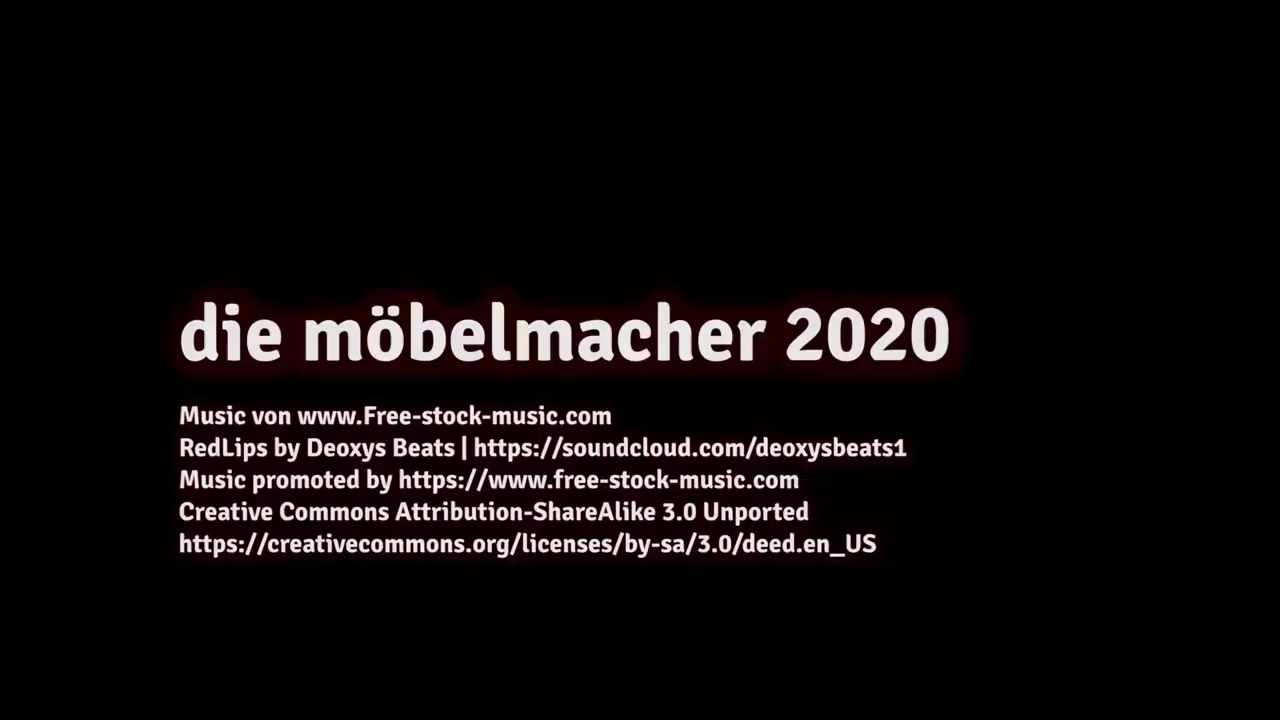 die möbelmacher 2020
Music von www.Free-stock-music.com
RedLips by Deoxys Beats | https://soundcloud.com/deoxysbeats1
Music promoted by https://www.free-stock-music.com
Creative Commons Attribution-ShareAlike 3.0 Unported
https://creativecommons.org/licenses/by-sa/3.0/deed.en_US